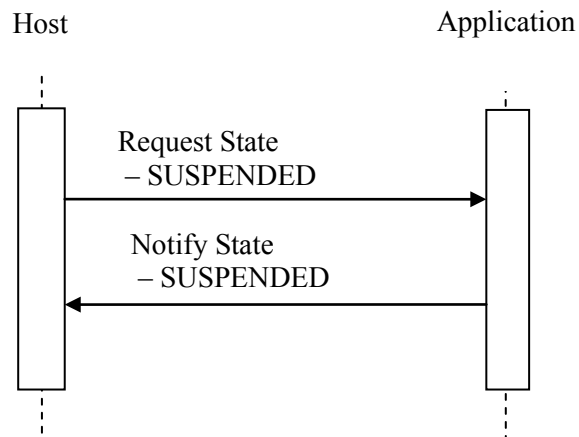 Host
Application
Request State
– SUSPENDED
Notify State
– SUSPENDED